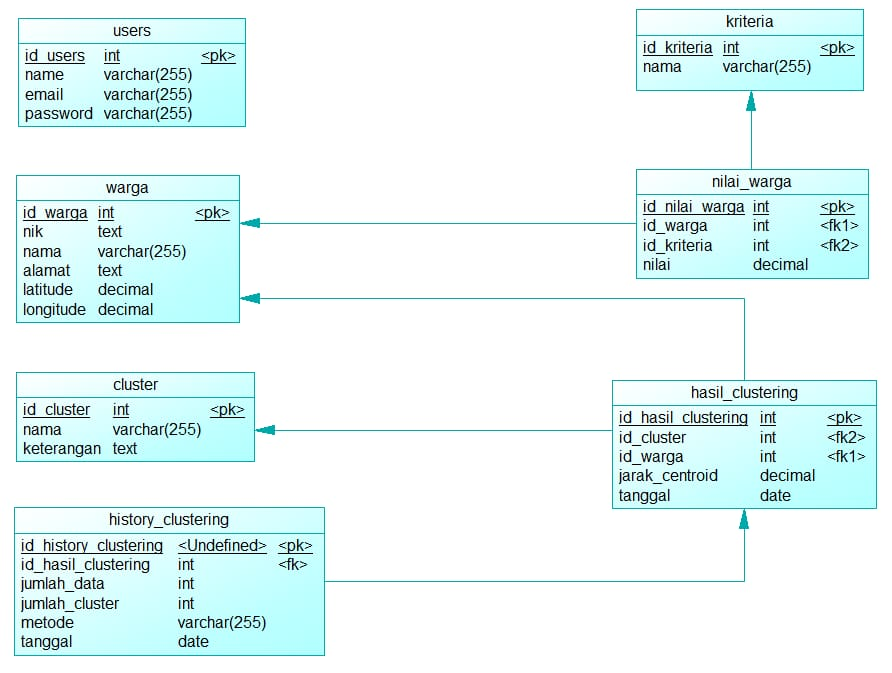 users
id_users int <pk>
name varchar(255)
email varchar(255)
password varchar(255)
kriteria
id_kriteria int <pk>
nama varchar(255)
warga
id_warga int <pk>
nik text
nama varchar(255)
alamat text
latitude decimal
longitude decimal
nilai_warga
id_nilai_warga int <pk>
id_warga int <fk1>
id_kriteria int <fk2>
nilai decimal
cluster
id_cluster int <pk>
nama varchar(255)
keterangan text
hasil_clustering
id_hasil_clustering int <pk>
id_cluster int <fk2>
id_warga int <fk1>
jarak_centroid decimal
tanggal date
history_clustering
id_history_clustering <Undefined> <pk>
id_hasil_clustering int <fk>
jumlah_data int
jumlah_cluster int
metode varchar(255)
tanggal date